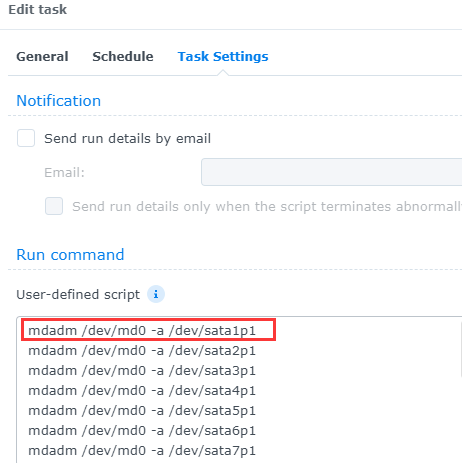 Edit task
General Schedule Task Settings
Notification
Send run details by email
Email:
Send run details only when the script terminates abnormall
Run command
User-defined script i
mdadm /dev/md0 -a /dev/sata1p1
mdadm /dev/md0 -a /dev/sata2p1
mdadm /dev/md0 -a /dev/sata3p1
mdadm /dev/md0 -a /dev/sata4p1
mdadm /dev/md0 -a /dev/sata5p1
mdadm /dev/md0 -a /dev/sata6p1
mdadm /dev/md0 -a /dev/sata7p1